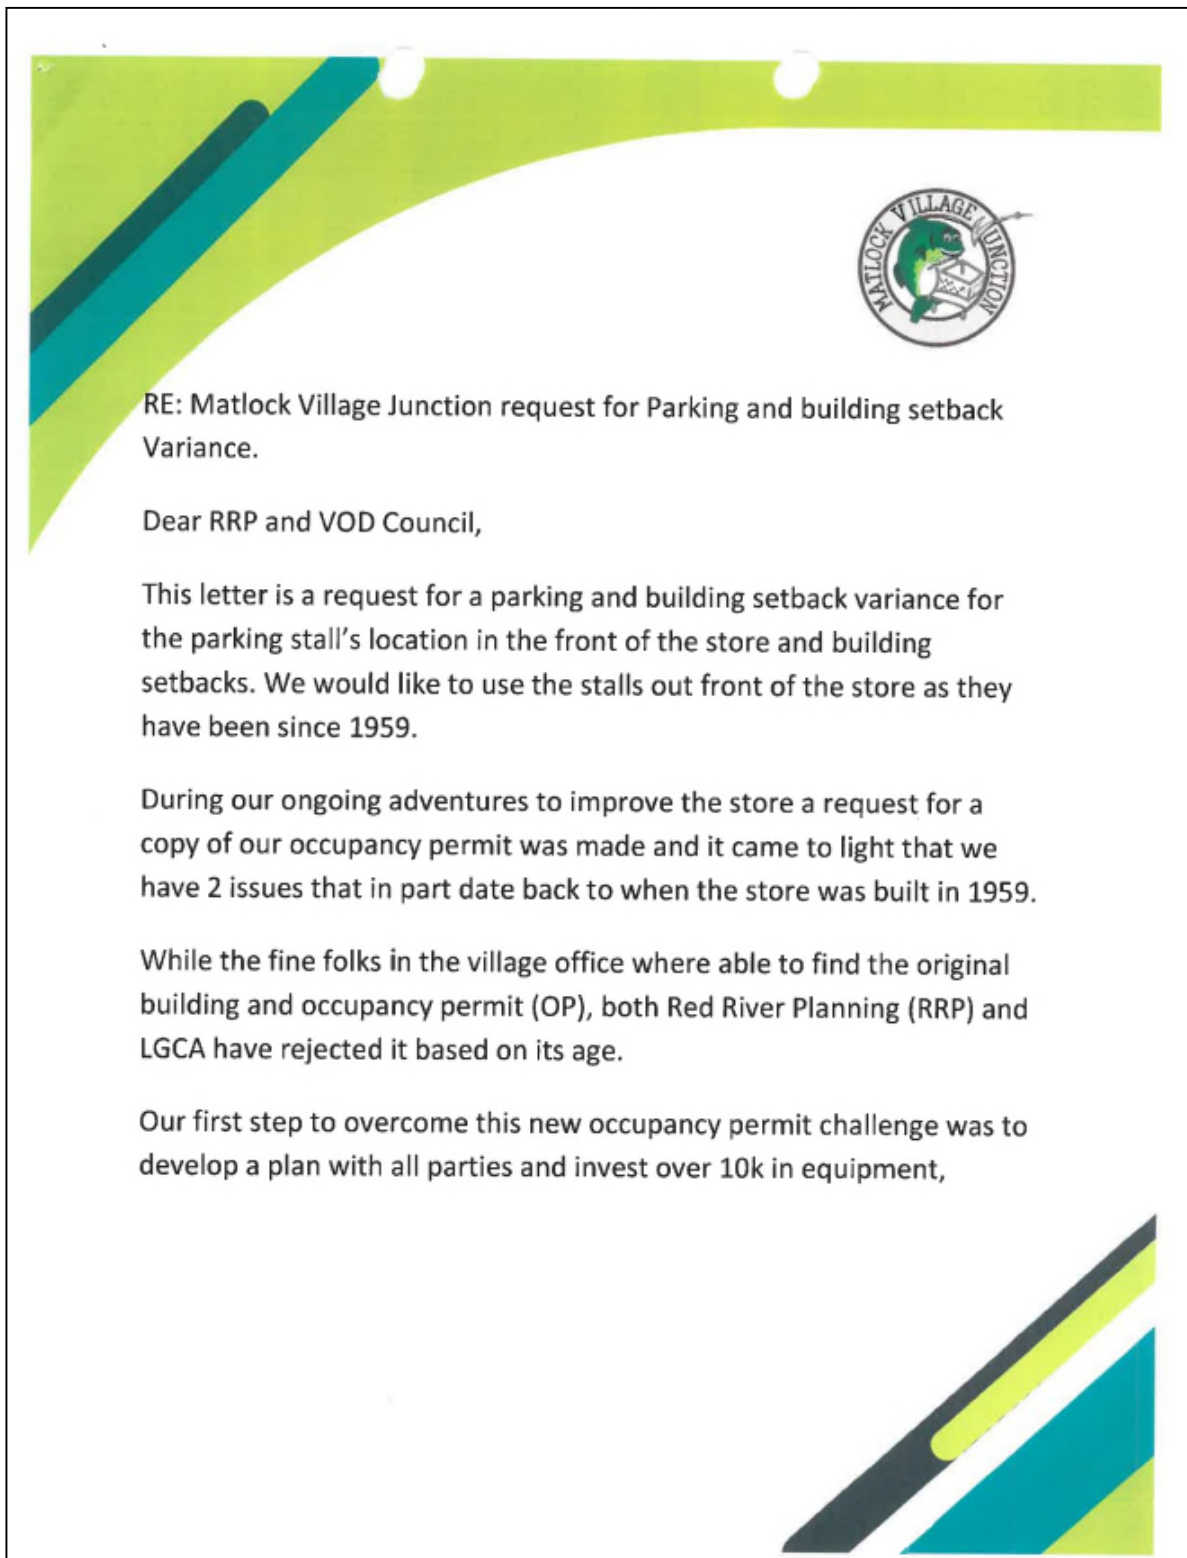 MATLOCK VILLAGE JUNCTION
RE: Matlock Village Junction request for Parking and building setback
Variance.
Dear RRP and VOD Council,
This letter is a request for a parking and building setback variance for
the parking stall's location in the front of the store and building
setbacks. We would like to use the stalls out front of the store as they
have been since 1959.
During our ongoing adventures to improve the store a request for a
copy of our occupancy permit was made and it came to light that we
have 2 issues that in part date back to when the store was built in 1959.
While the fine folks in the village office where able to find the original
building and occupancy permit (OP), both Red River Planning (RRP) and
LGCA have rejected it based on its age.
Our first step to overcome this new occupancy permit challenge was to
develop a plan with all parties and invest over 10k in equipment,